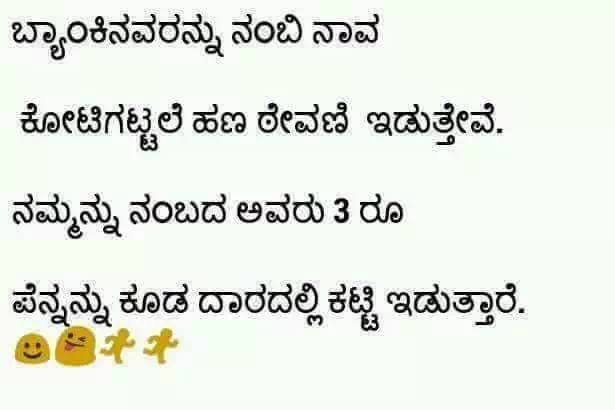 ಬ್ಯಾಂಕಿನವರನ್ನು ನಂಬಿ ನಾವ
ಕೋಟಿಗಟ್ಟಲೆ ಹಣ ಠೇವಣಿ ಇಡುತ್ತೇವೆ.
ನಮ್ಮನ್ನು ನಂಬದ ಅವರು 3 ರೂ
ಪೆನ್ನನ್ನು ಕೂಡ ದಾರದಲ್ಲಿ ಕಟ್ಟಿ ಇಡುತ್ತಾರೆ.